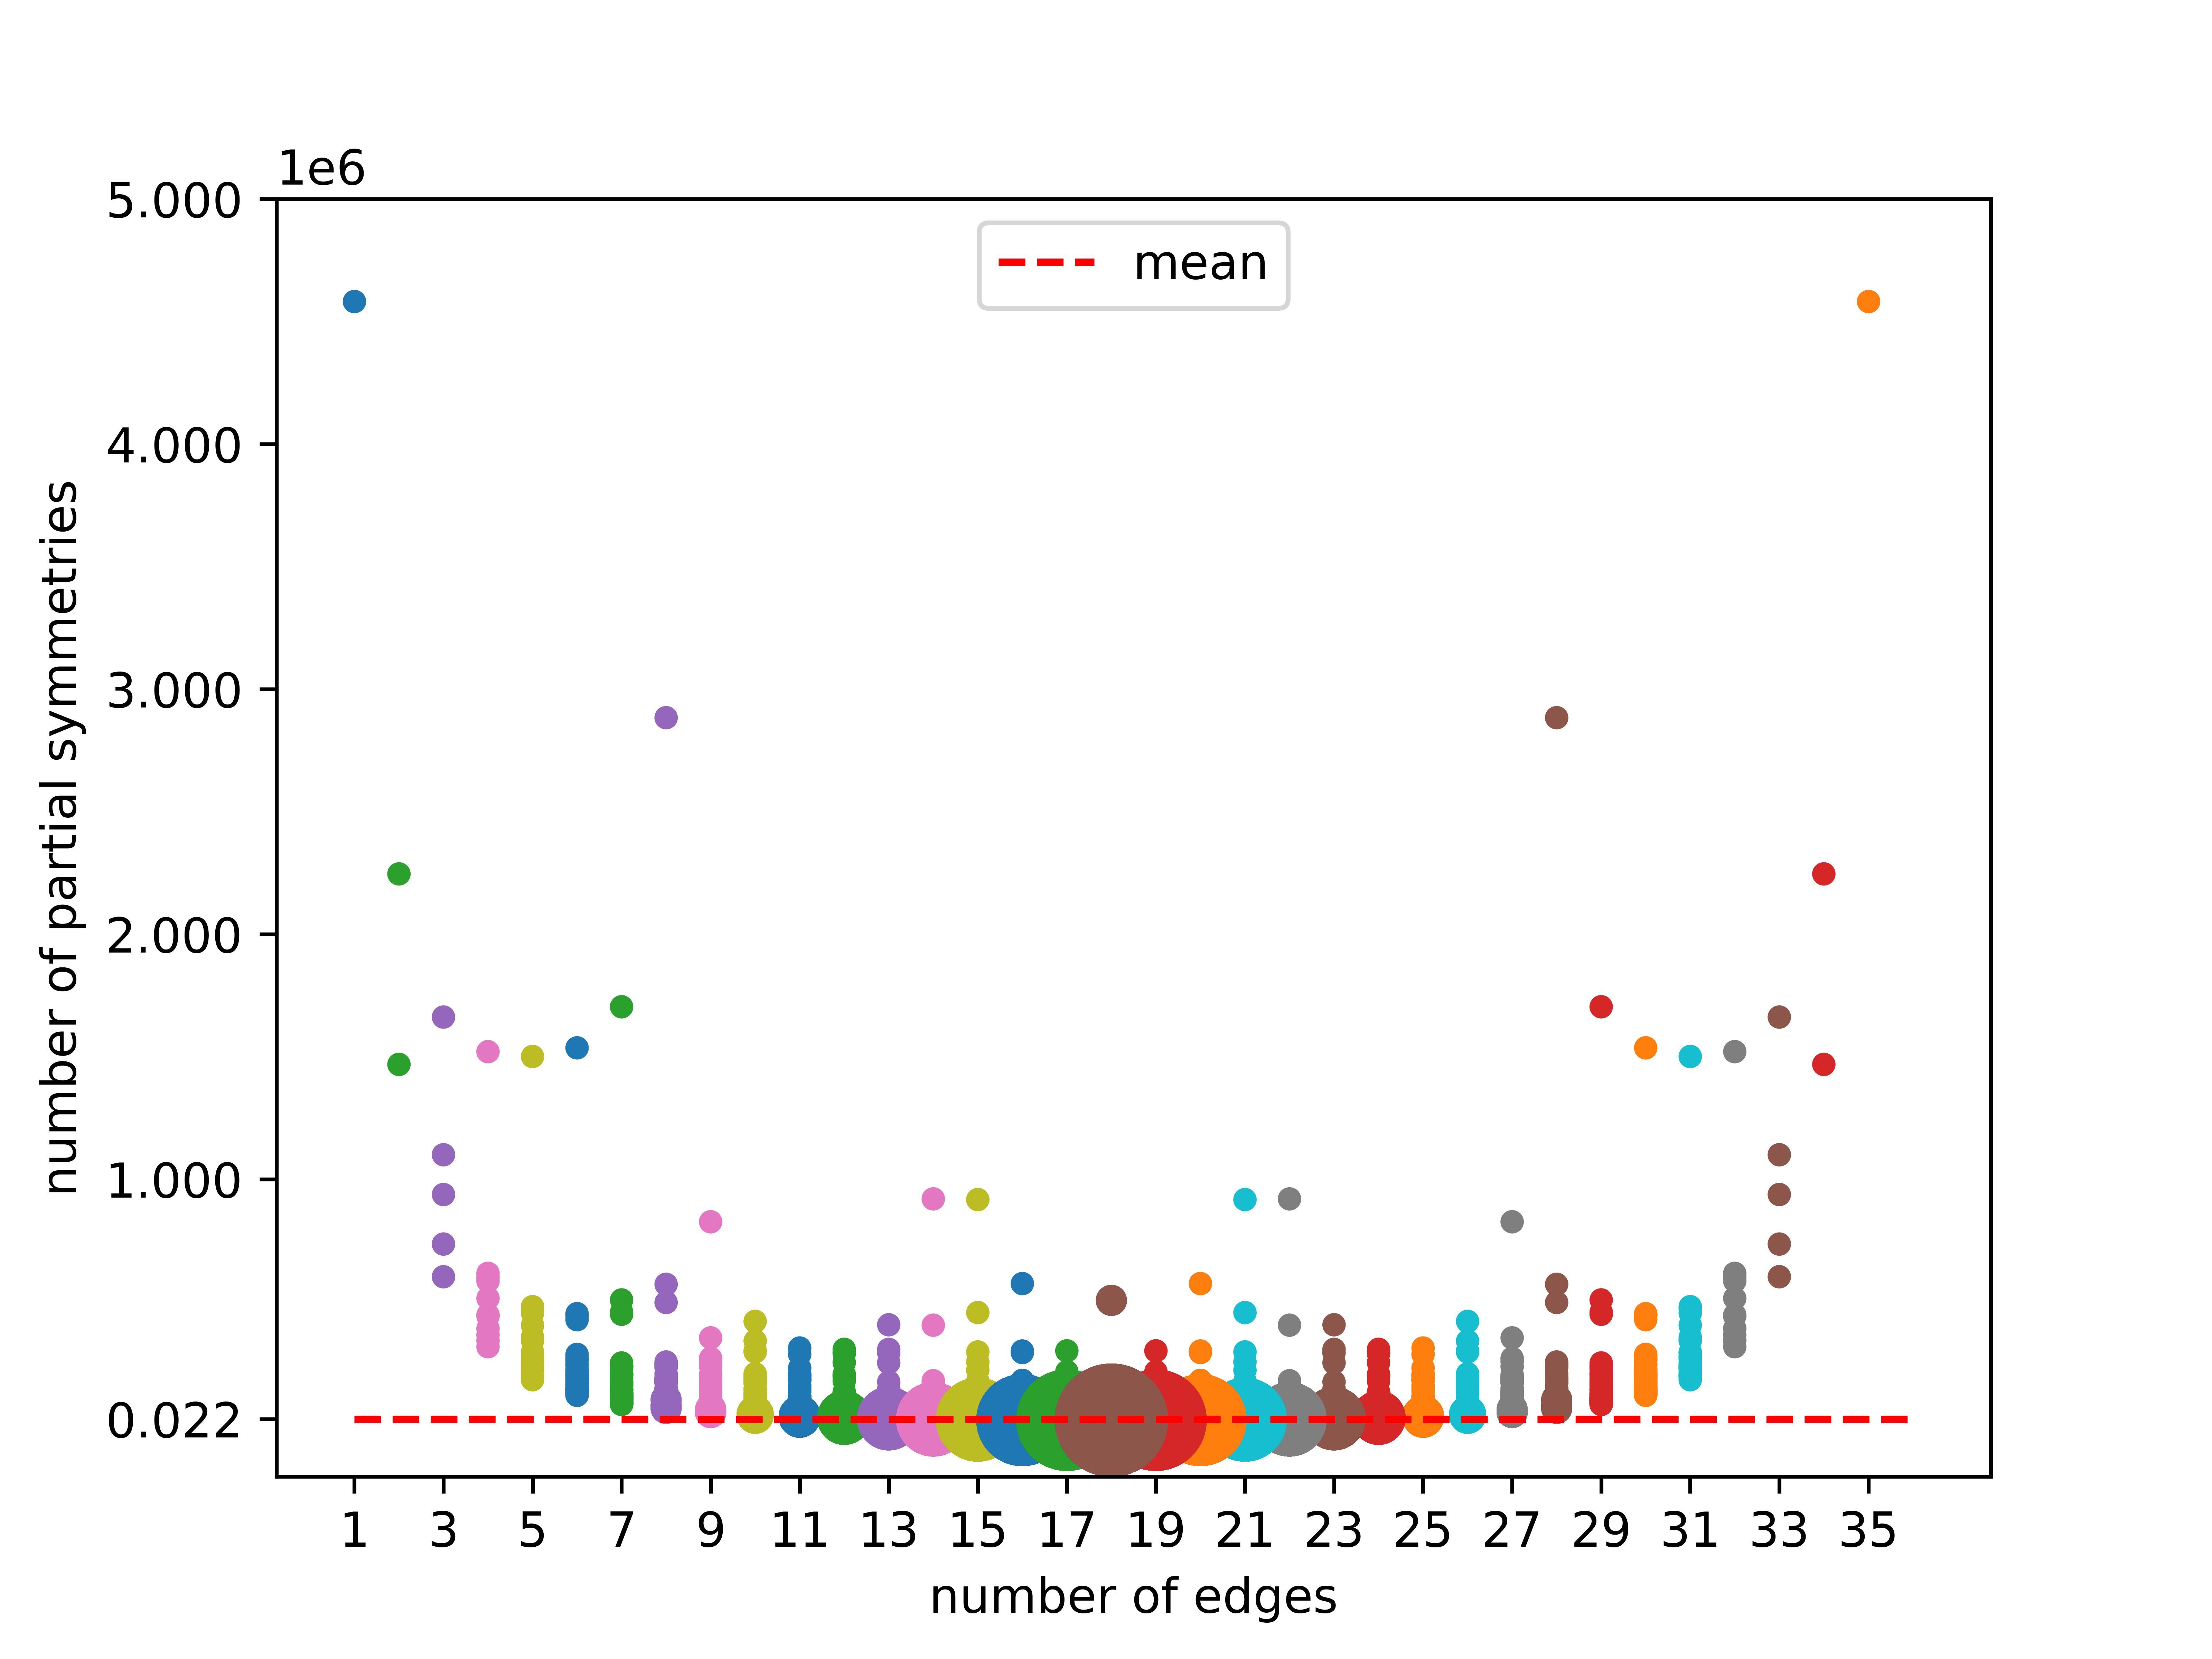 1e6
5.000
mean
4.000
3.000
2.000
1.000
0.022
number of partial symmetries
1 3 5 7 9 11 13 15 17 19 21 23 25 27 29 31 33 35
number of edges